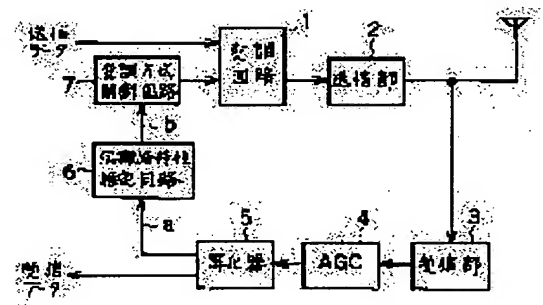 送信
データ
1
変調
回路
2
送信部
7
変調方式
制御回路
b
6
伝搬路特性
推定回路
a
5
等化器
4
AGC
3
受信部
受信
データ